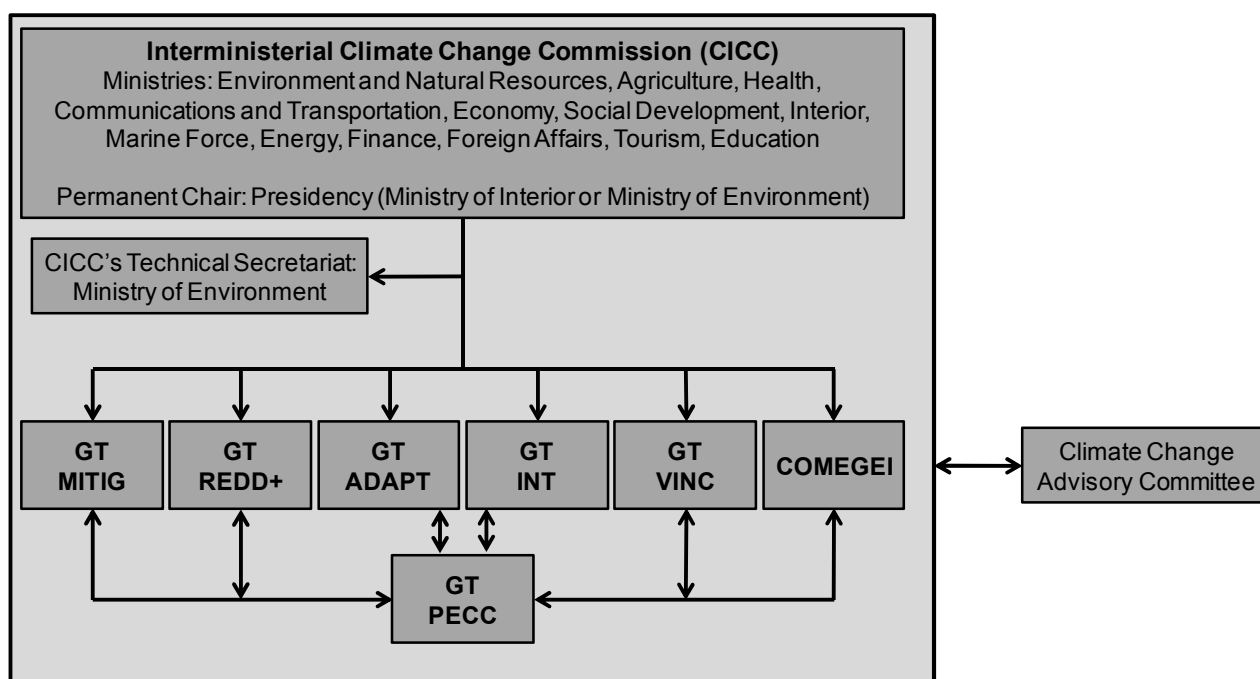 Interministerial Climate Change Commission (CICC)
Ministries: Environment and Natural Resources, Agriculture, Health,
Communications and Transportation, Economy, Social Development, Interior,
Marine Force, Energy, Finance, Foreign Affairs, Tourism, Education
Permanent Chair: Presidency (Ministry of Interior or Ministry of Environment)
CICC's Technical Secretariat:
Ministry of Environment
GT
MITIG
GT
REDD+
GT
ADAPT
GT
INT
GT
VINC
COMEGEI
Climate Change
Advisory Committee
GT
PECC